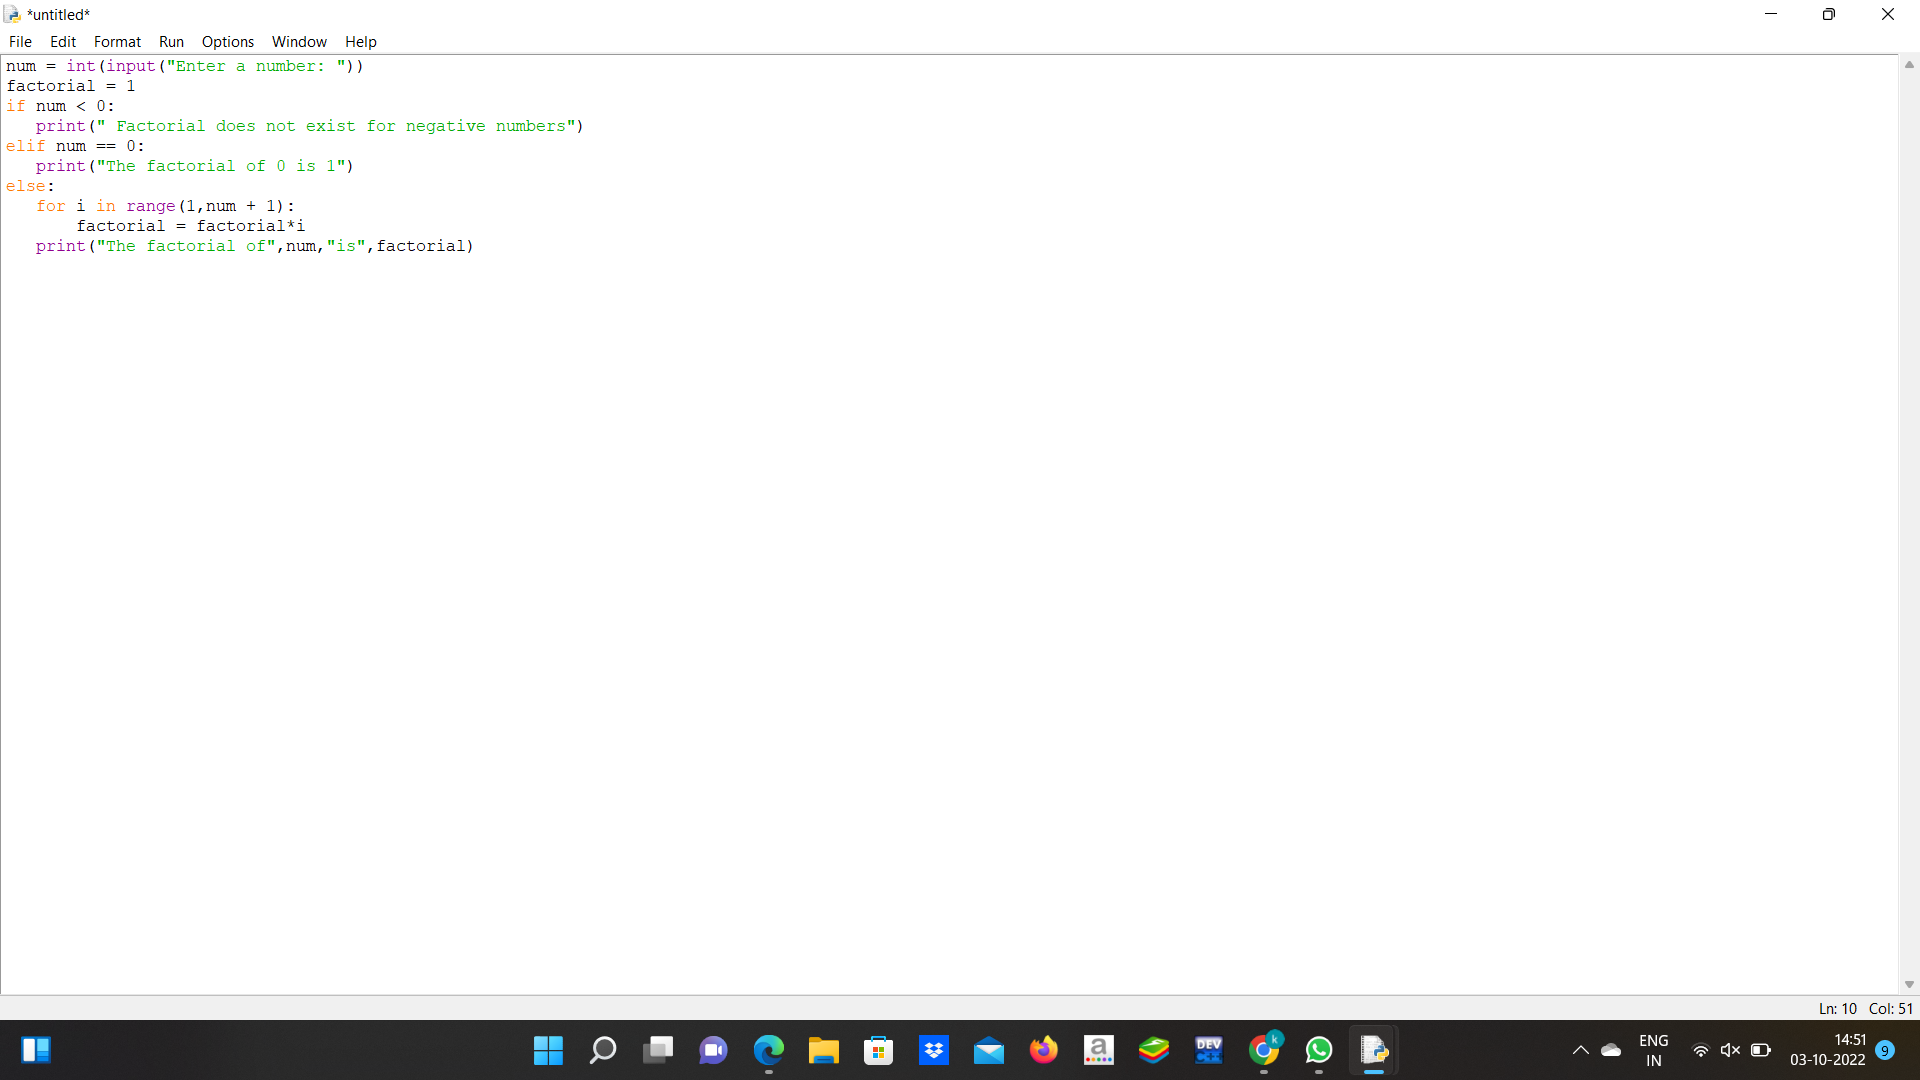 *untitled*
File Edit Format Run Options Window Help
num = int(input("Enter a number: "))
factorial = 1
if num < 0:
   print(" Factorial does not exist for negative numbers")
elif num == 0:
   print("The factorial of 0 is 1")
else:
   for i in range(1,num + 1):
       factorial = factorial*i
   print("The factorial of",num,"is",factorial)
Ln: 10 Col: 51
a
DEV
C++
k
ENG
IN
14:51
03-10-2022
9